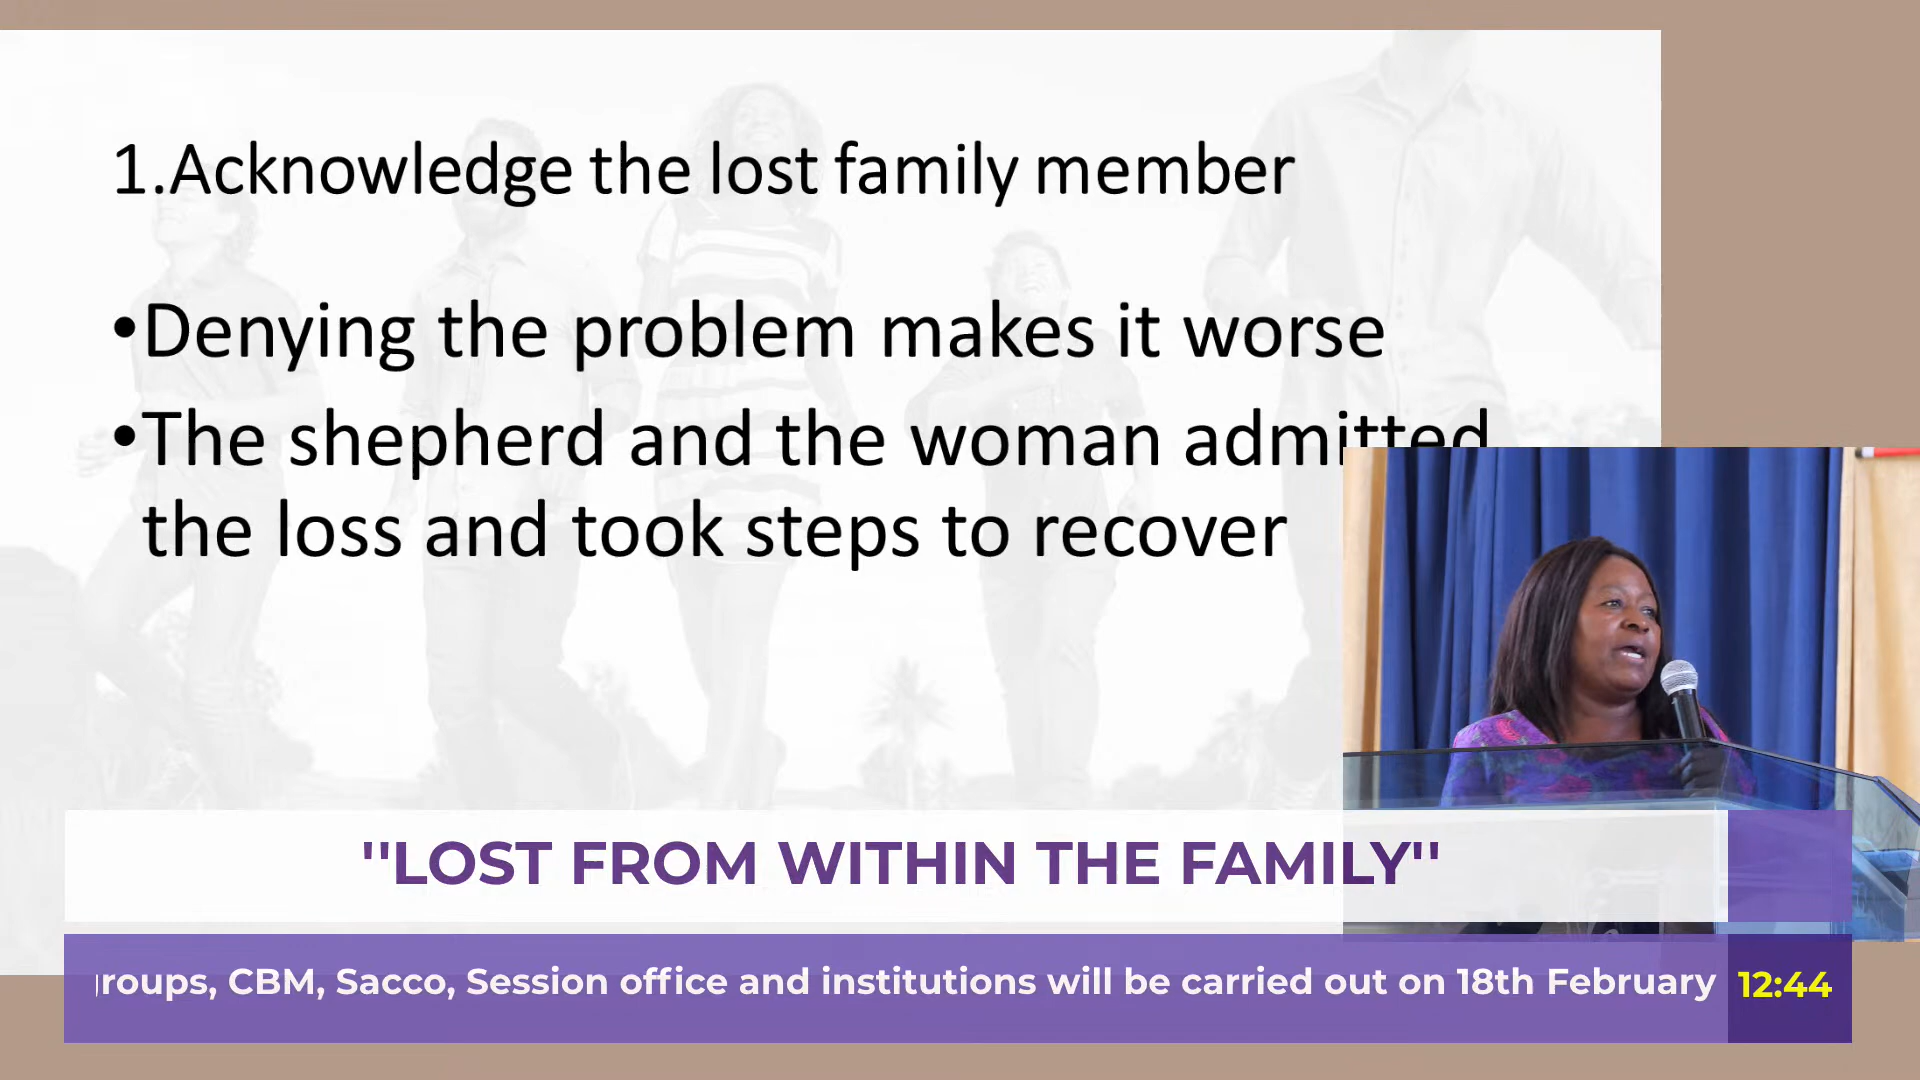 1.Acknowledge the lost family member
•Denying the problem makes it worse
•The shepherd and the woman admitted
the loss and took steps to recover
''LOST FROM WITHIN THE FAMILY''
roups, CBM, Sacco, Session office and institutions will be carried out on 18th February
12:44